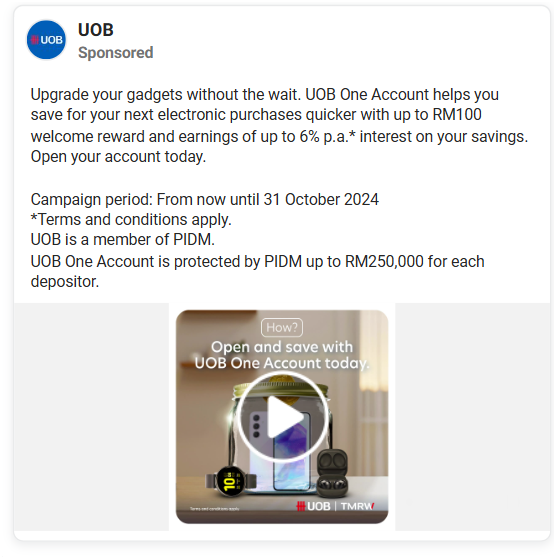 UOB
UOB
Sponsored
Upgrade your gadgets without the wait. UOB One Account helps you
save for your next electronic purchases quicker with up to RM100
welcome reward and earnings of up to 6% p.a.* interest on your savings.
Open your account today.
Campaign period: From now until 31 October 2024
*Terms and conditions apply.
UOB is a member of PIDM.
UOB One Account is protected by PIDM up to RM250,000 for each
depositor.
How?
Open and save with
UOB One Account today.
10
Terms and conditions apply.
UOB | TMRW